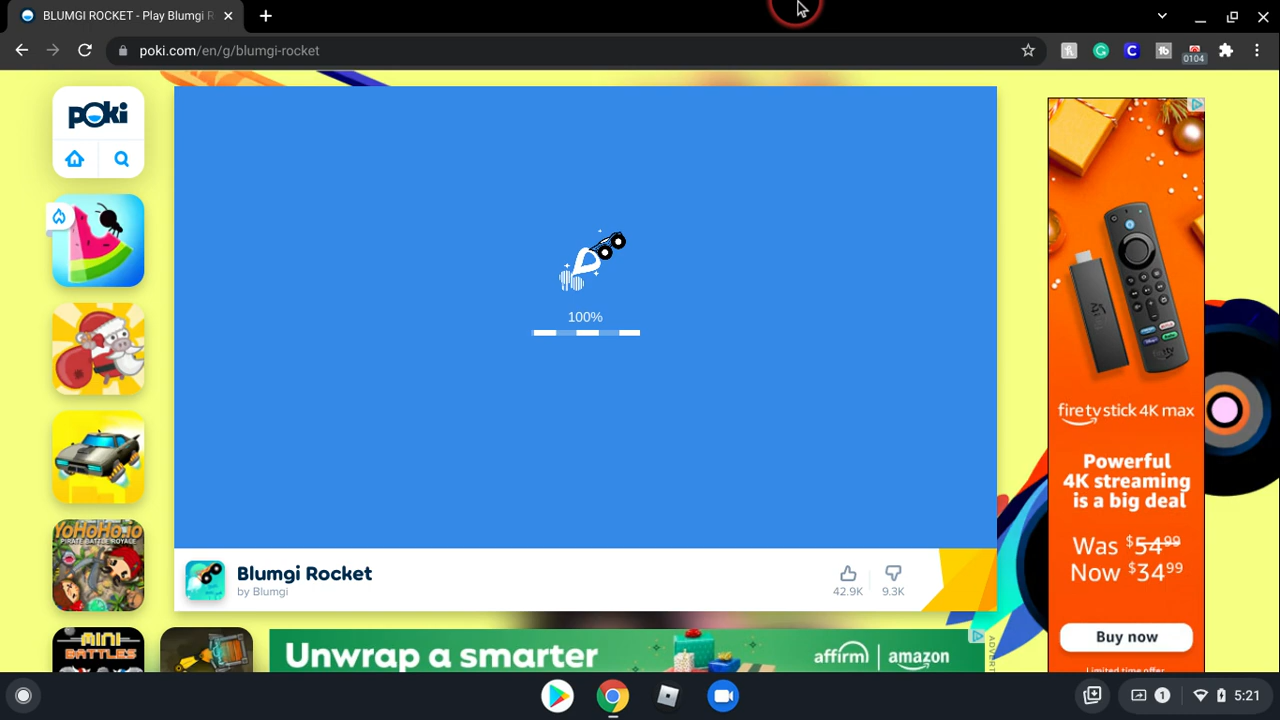 BLUMGI ROCKET - Play Blumgi R
poki.com/en/g/blumgi-rocket
0104
poki
100%
YoHoHo.io
PIRATE BATTLE ROYALE
Blumgi Rocket
by Blumgi
42.9K
9.3K
MINI
BATTLES
Unwrap a smarter
affirm | amazon
fire tv stick 4K max
Powerful
4K streaming
is a big deal
Was $54.99
Now $34.99
Buy now
Limited time offer
1
5:21